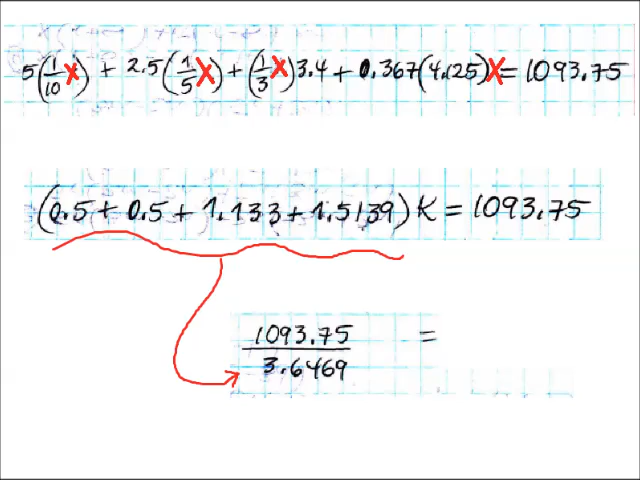 5(1/10 X) + 2.5(1/5 X) + (1/3 X)3.4 + 0.367(4.125)X = 1093.75
(0.5 + 0.5 + 1.133 + 1.5139)K = 1093.75
1093.75 =
3.6469